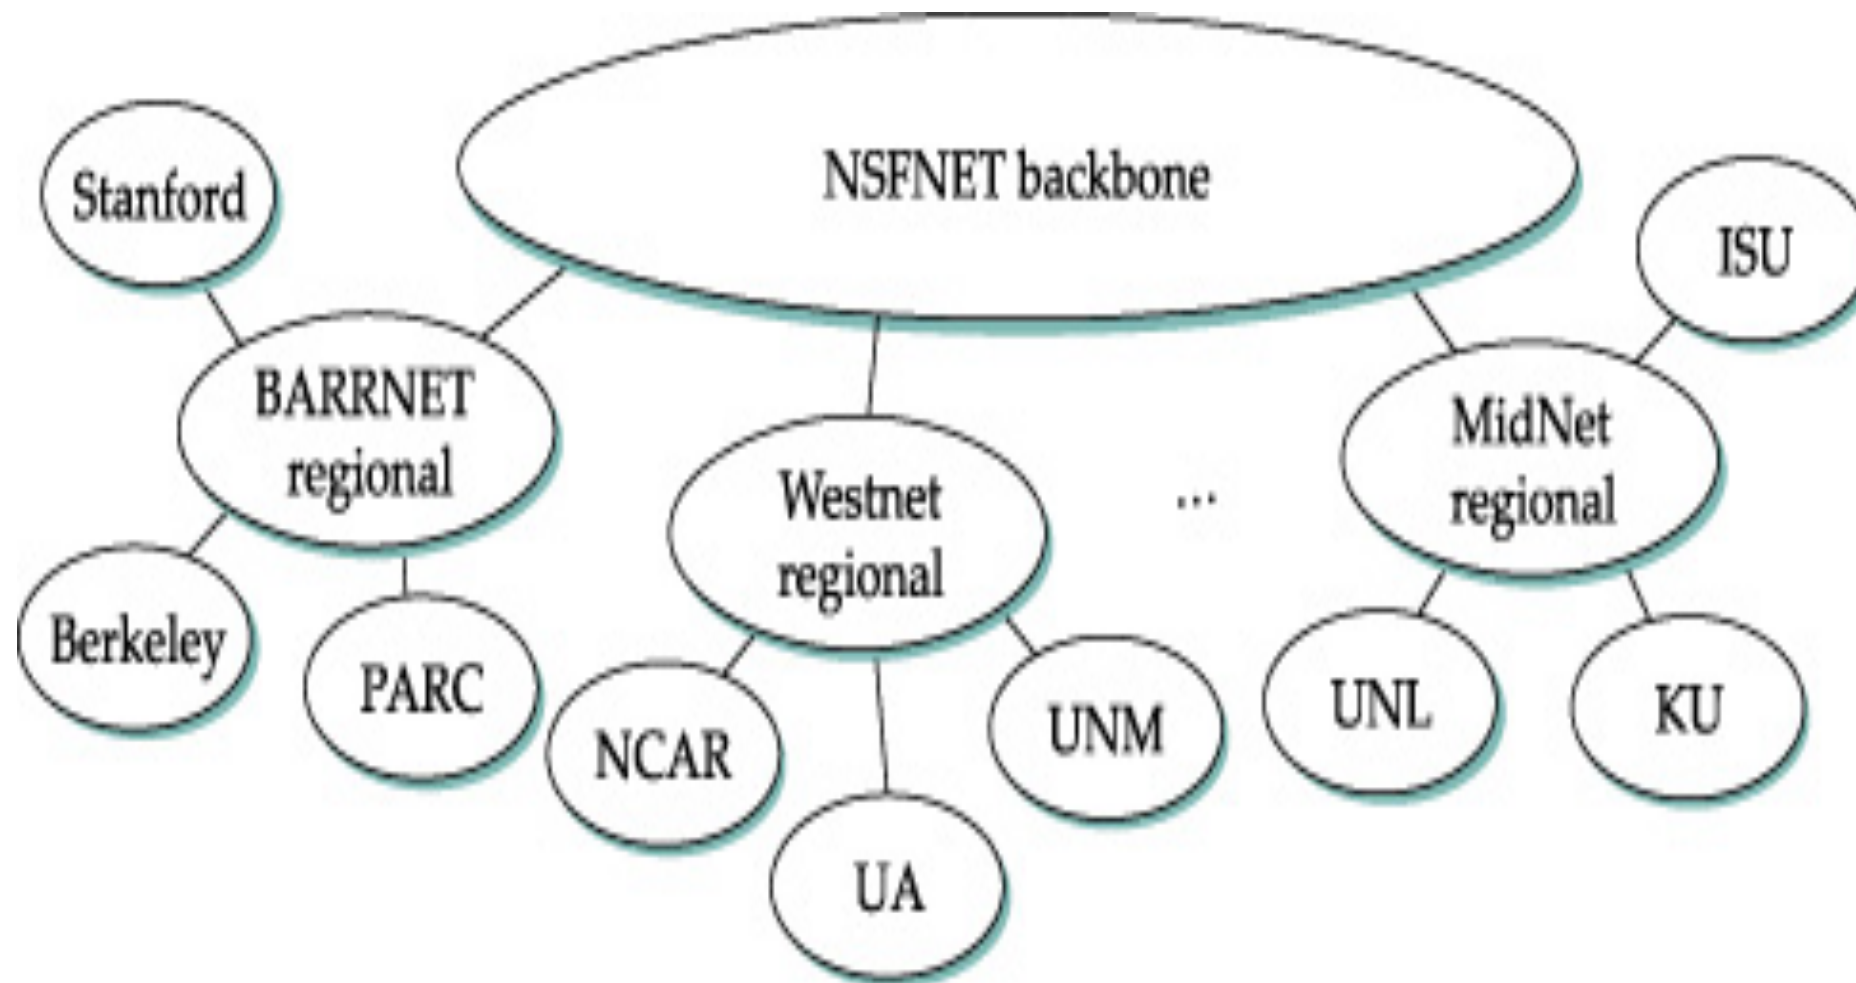 NSFNET backbone
Stanford
ISU
BARRNET
regional
MidNet
regional
Westnet
regional
...
Berkeley
PARC
NCAR
UNM
UNL
KU
UA